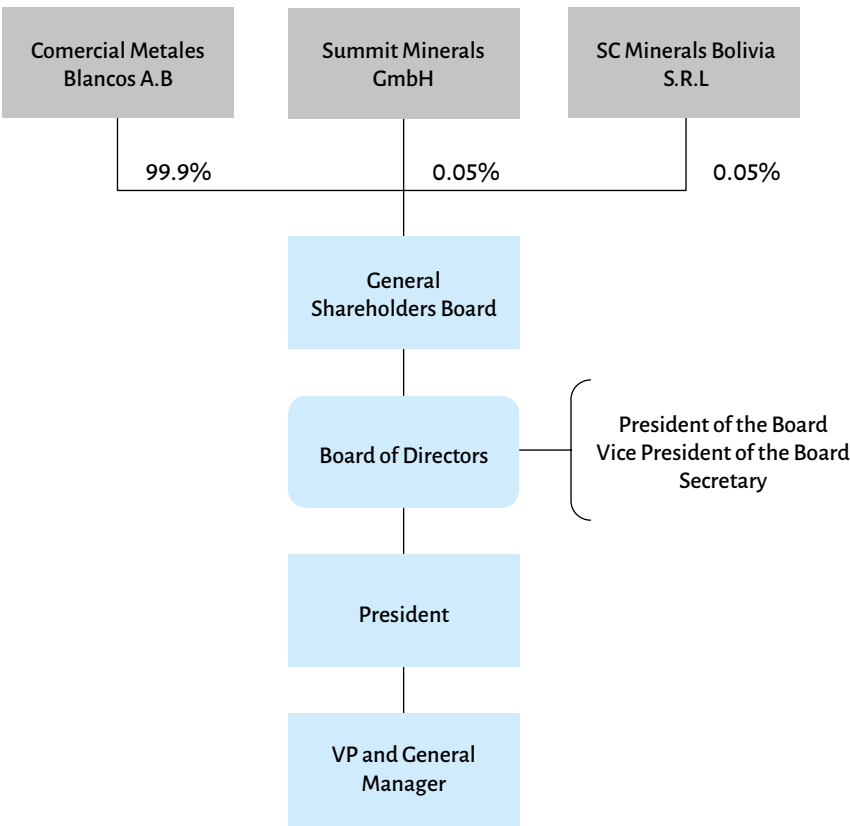 Comercial Metales
Blancos A.B
Summit Minerals
GmbH
SC Minerals Bolivia
S.R.L
99.9%
0.05%
0.05%
General
Shareholders Board
Board of Directors
President of the Board
Vice President of the Board
Secretary
President
VP and General
Manager